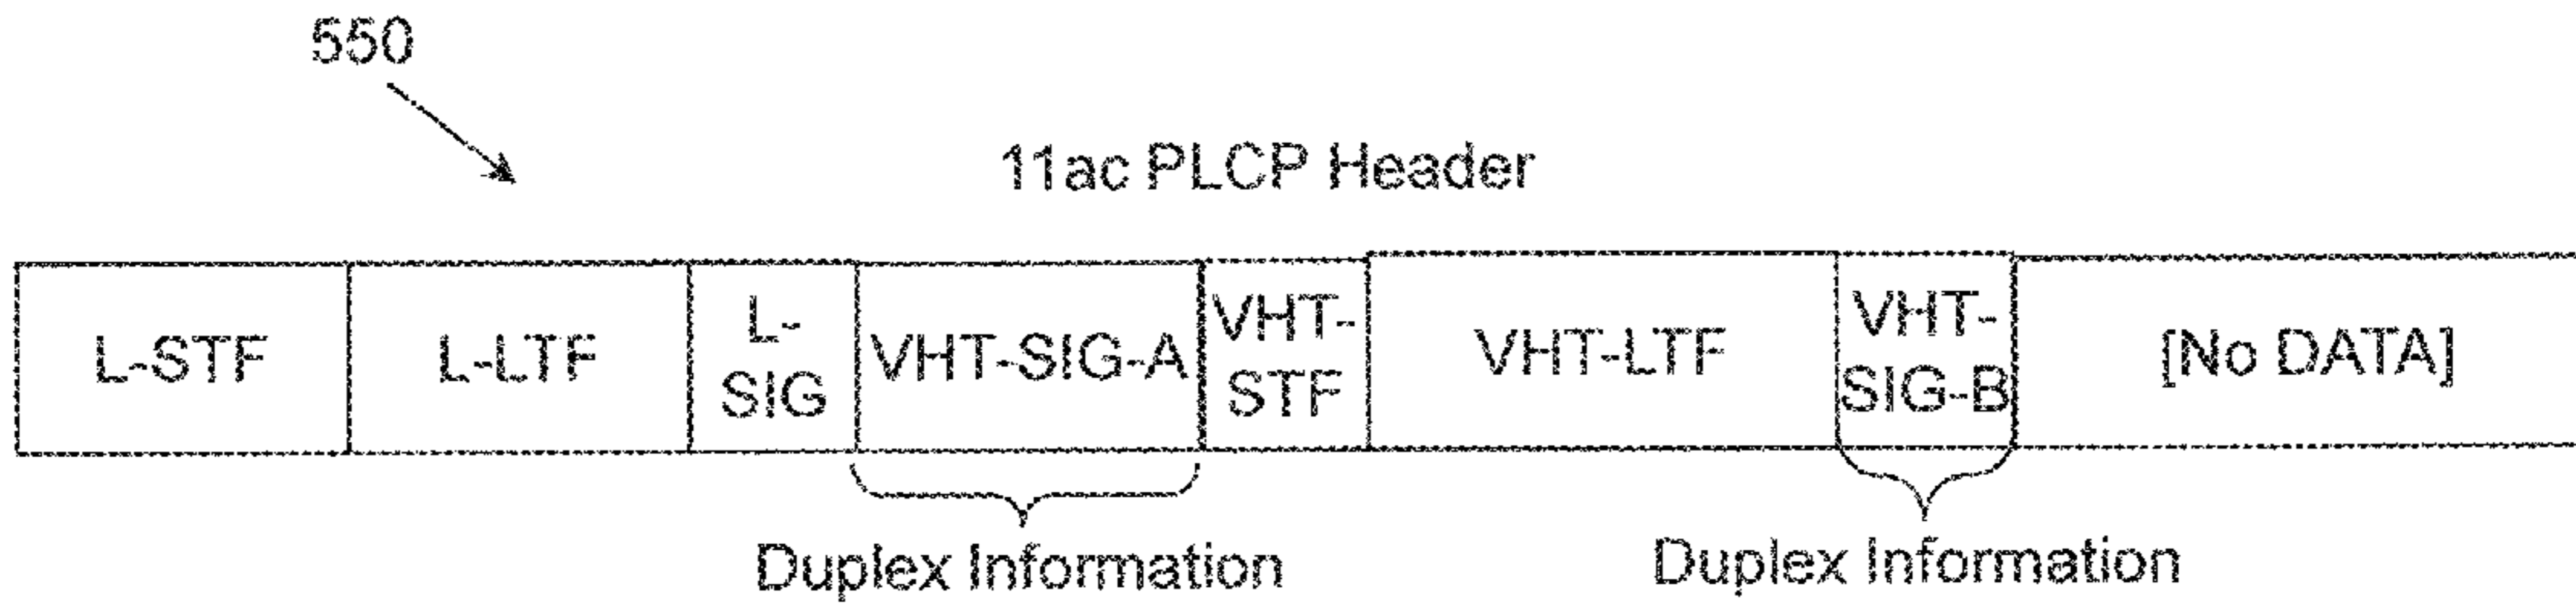 550
11ac PLCP Header
L-STF
L-LTF
L-
SIG
VHT-SIG-A
VHT-
STF
VHT-LTF
VHT-
SIG-B
[No DATA]
Duplex Information
Duplex Information